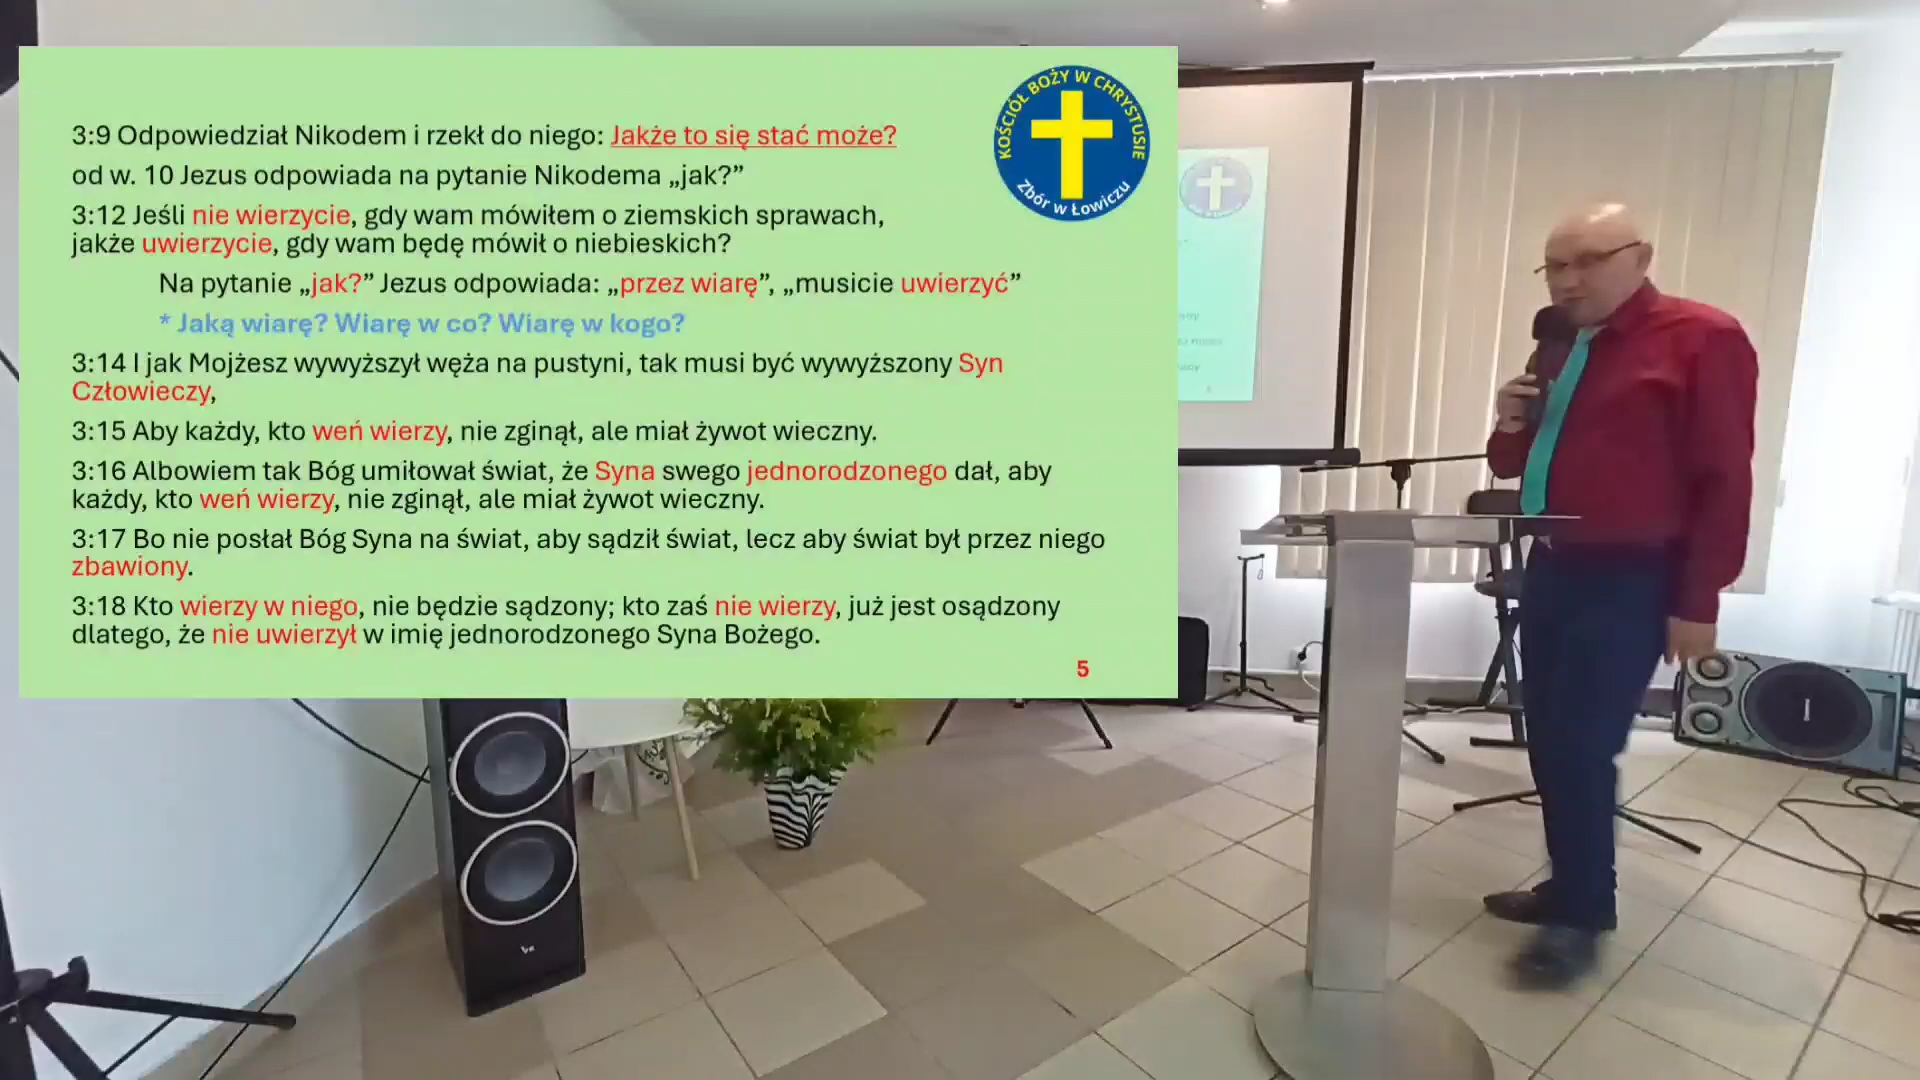 3:9 Odpowiedział Nikodem i rzekł do niego: Jakże to się stać może?
od w. 10 Jezus odpowiada na pytanie Nikodema „jak?”
3:12 Jeśli nie wierzycie, gdy wam mówiłem o ziemskich sprawach,
jakże uwierzycie, gdy wam będę mówił o niebieskich?
Na pytanie „jak?” Jezus odpowiada: „przez wiarę”, „musicie uwierzyć”
* Jaką wiarę? Wiarę w co? Wiarę w kogo?
3:14 I jak Mojżesz wywyższył węża na pustyni, tak musi być wywyższony Syn
Człowieczy,
3:15 Aby każdy, kto weń wierzy, nie zginął, ale miał żywot wieczny.
3:16 Albowiem tak Bóg umiłował świat, że Syna swego jednorodzonego dał, aby
każdy, kto weń wierzy, nie zginął, ale miał żywot wieczny.
3:17 Bo nie posłał Bóg Syna na świat, aby sądził świat, lecz aby świat był przez niego
zbawiony.
3:18 Kto wierzy w niego, nie będzie sądzony; kto zaś nie wierzy, już jest osądzony
dlatego, że nie uwierzył w imię jednorodzonego Syna Bożego.
5
KOŚCIÓŁ BOŻY W CHRYSTUSIE
Zbór w Łowiczu